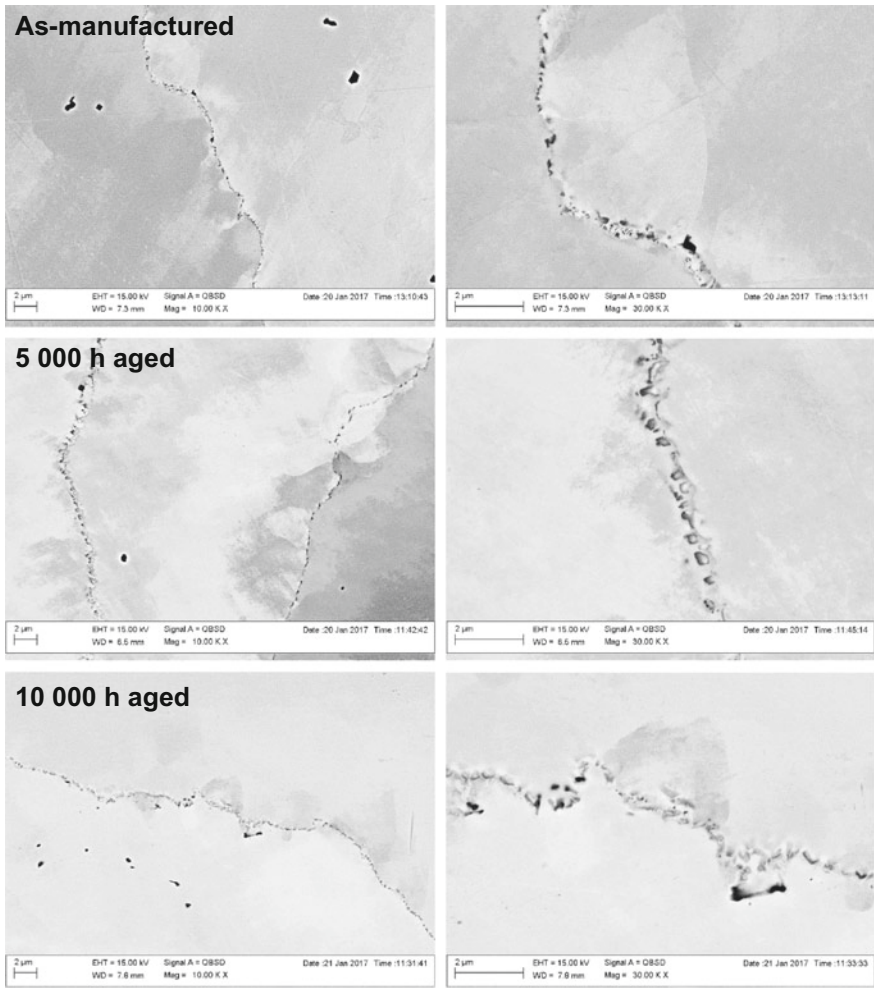 As-manufactured
2 µm EHT = 15.00 kV Signal A = QBSD Date :20 Jan 2017 Time :13:10:43
WD = 7.3 mm Mag = 10.00 K X
2 µm EHT = 15.00 kV Signal A = QBSD Date :20 Jan 2017 Time :13:13:11
WD = 7.3 mm Mag = 30.00 K X
5 000 h aged
2 µm EHT = 15.00 kV Signal A = QBSD Date :20 Jan 2017 Time :11:42:42
WD = 6.5 mm Mag = 10.00 K X
2 µm EHT = 15.00 kV Signal A = QBSD Date :20 Jan 2017 Time :11:45:14
WD = 6.5 mm Mag = 30.00 K X
10 000 h aged
2 µm EHT = 15.00 kV Signal A = QBSD Date :21 Jan 2017 Time :11:31:41
WD = 7.8 mm Mag = 10.00 K X
2 µm EHT = 15.00 kV Signal A = QBSD Date :21 Jan 2017 Time :11:33:33
WD = 7.8 mm Mag = 30.00 K X